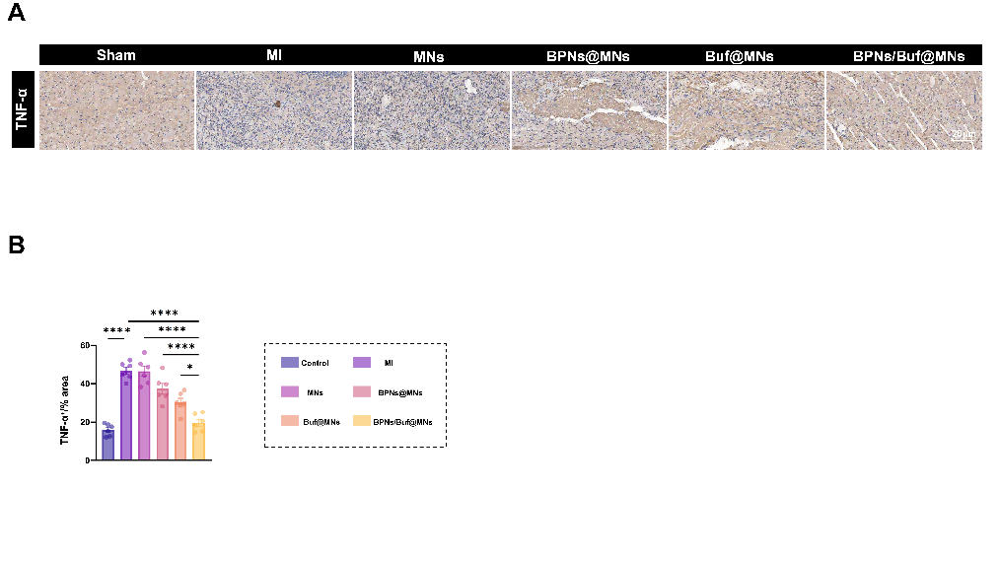 A
Sham MI MNs BPNs@MNs Buf@MNs BPNs/Buf@MNs
TNF-α
20 μm
B
****
****
****
****
*
60
40
20
0
TNF-α⁺/% area
Control MI
MNs BPNs@MNs
Buf@MNs BPNs/Buf@MNs